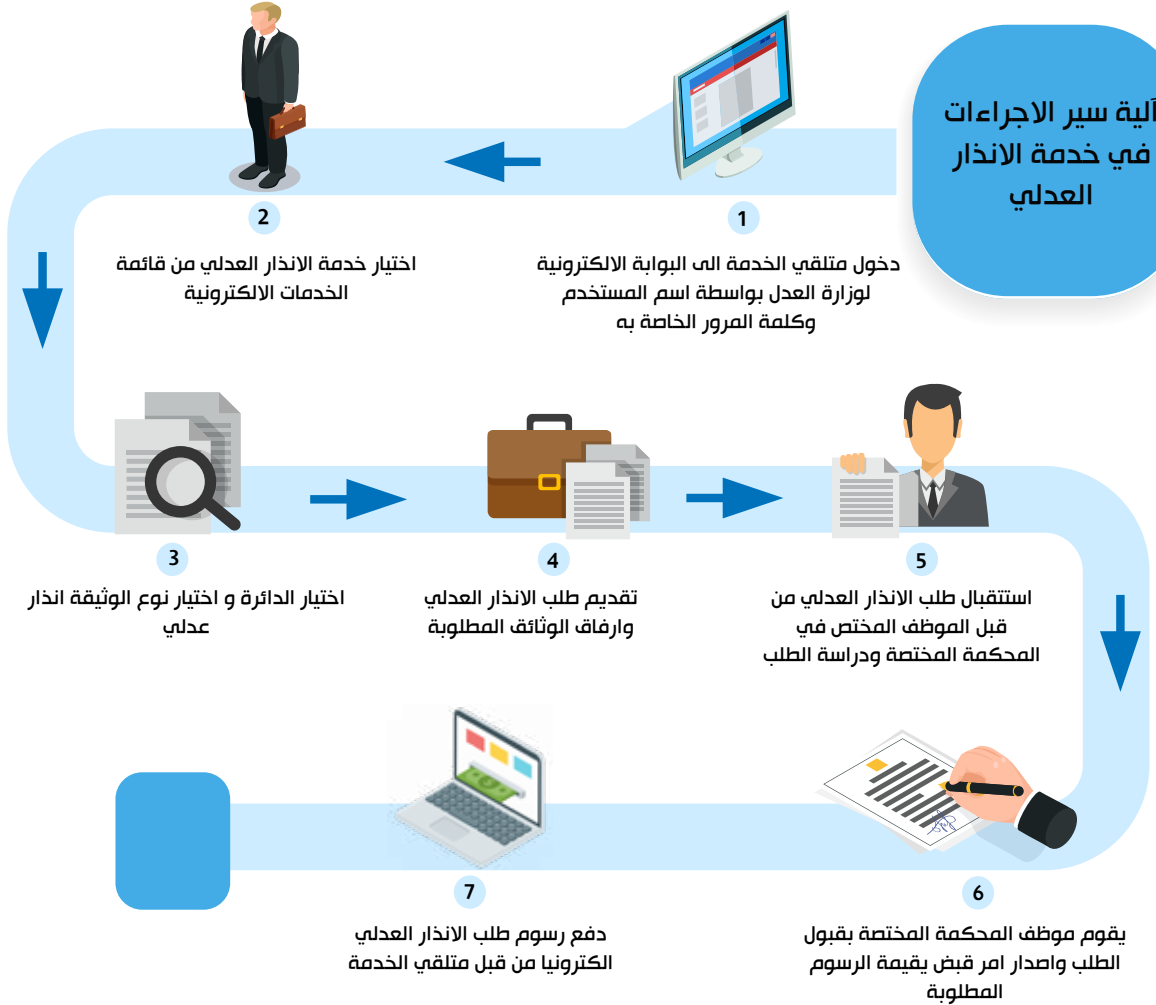 آلية سير الاجراءات
في خدمة الانذار
العدلي
1
دخول متلقي الخدمة الى البوابة الالكترونية
لوزارة العدل بواسطة اسم المستخدم
وكلمة المرور الخاصة به
2
اختيار خدمة الانذار العدلي من قائمة
الخدمات الالكترونية
3
اختيار الدائرة و اختيار نوع الوثيقة انذار
عدلي
4
تقديم طلب الانذار العدلي
وارفاق الوثائق المطلوبة
5
استتقبال طلب الانذار العدلي من
قبل الموظف المختص في
المحكمة المختصة ودراسة الطلب
6
يقوم موظف المحكمة المختصة بقبول
الطلب واصدار امر قبض يقيمة الرسوم
المطلوبة
7
دفع رسوم طلب الانذار العدلي
الكترونيا من قبل متلقي الخدمة